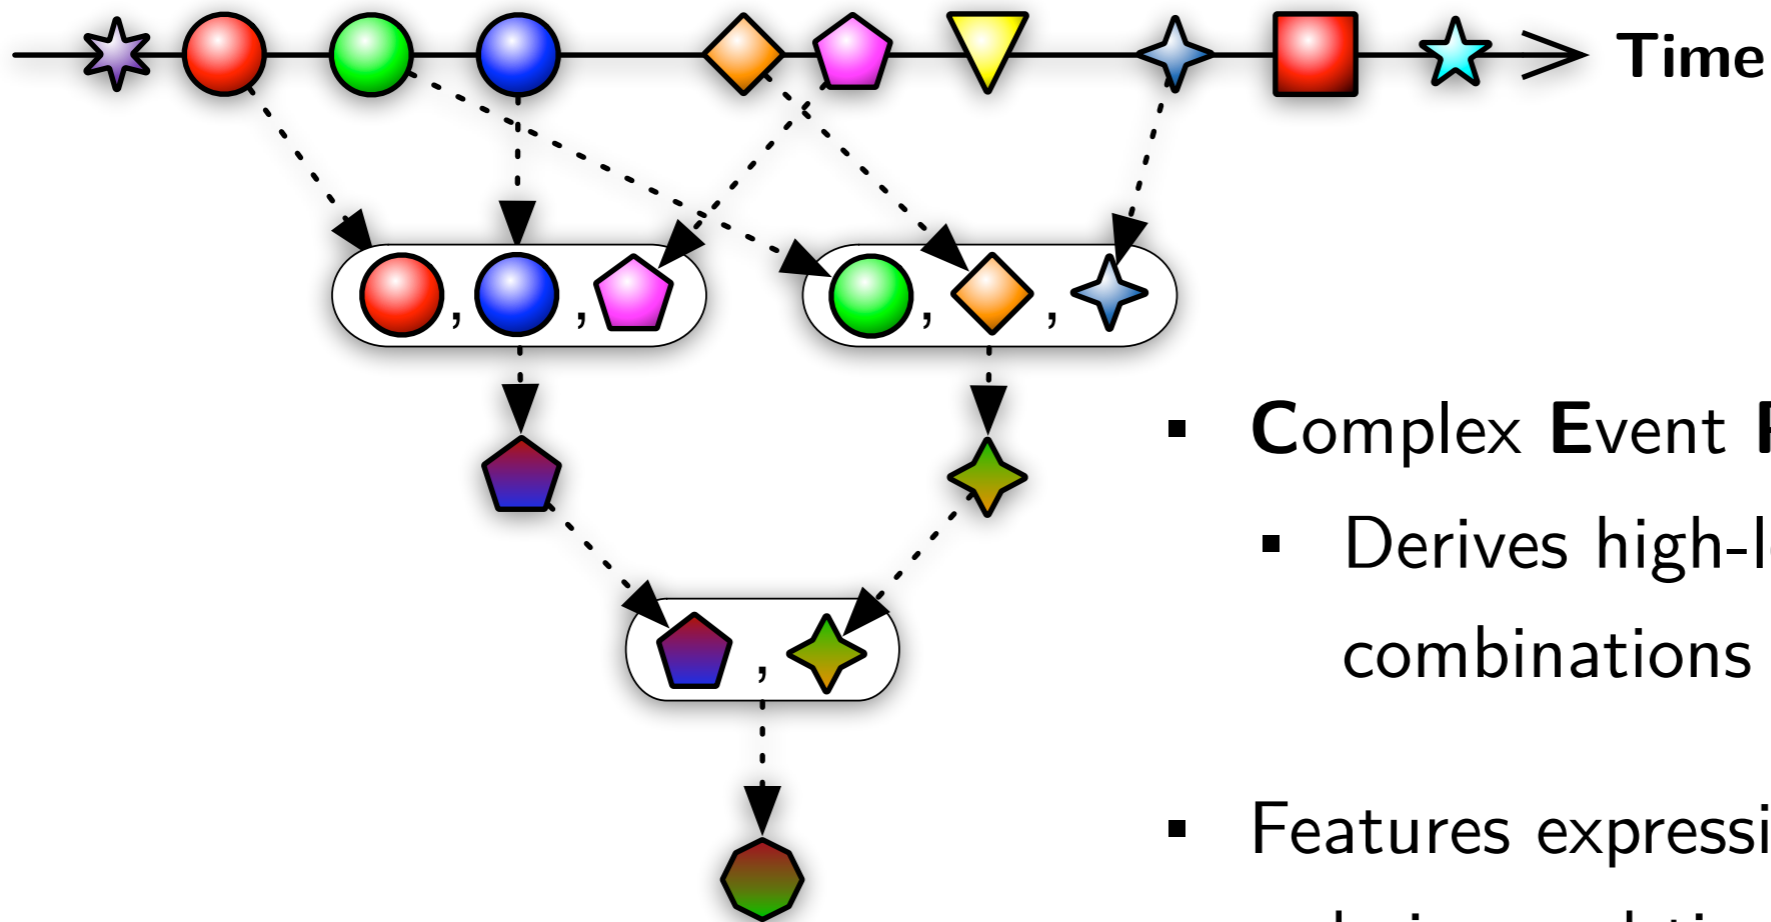 Time
Complex Event
Derives high-l
combinations
Features expressi